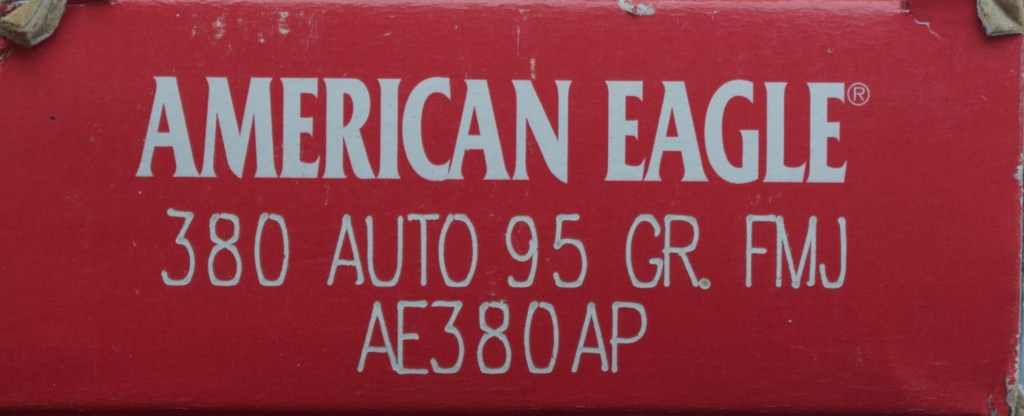 AMERICAN EAGLE®
380 AUTO 95 GR. FMJ
AE380AP